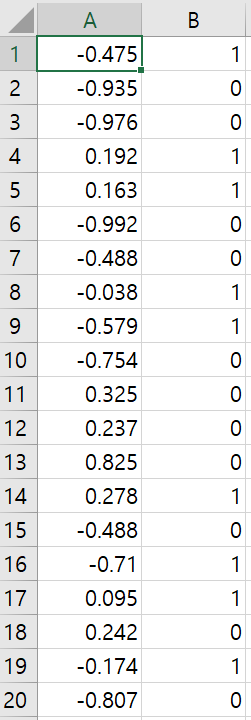 A B
1 -0.475 1
2 -0.935 0
3 -0.976 0
4 0.192 1
5 0.163 1
6 -0.992 0
7 -0.488 0
8 -0.038 1
9 -0.579 1
10 -0.754 0
11 0.325 0
12 0.237 0
13 0.825 0
14 0.278 1
15 -0.488 0
16 -0.71 1
17 0.095 1
18 0.242 0
19 -0.174 1
20 -0.807 0